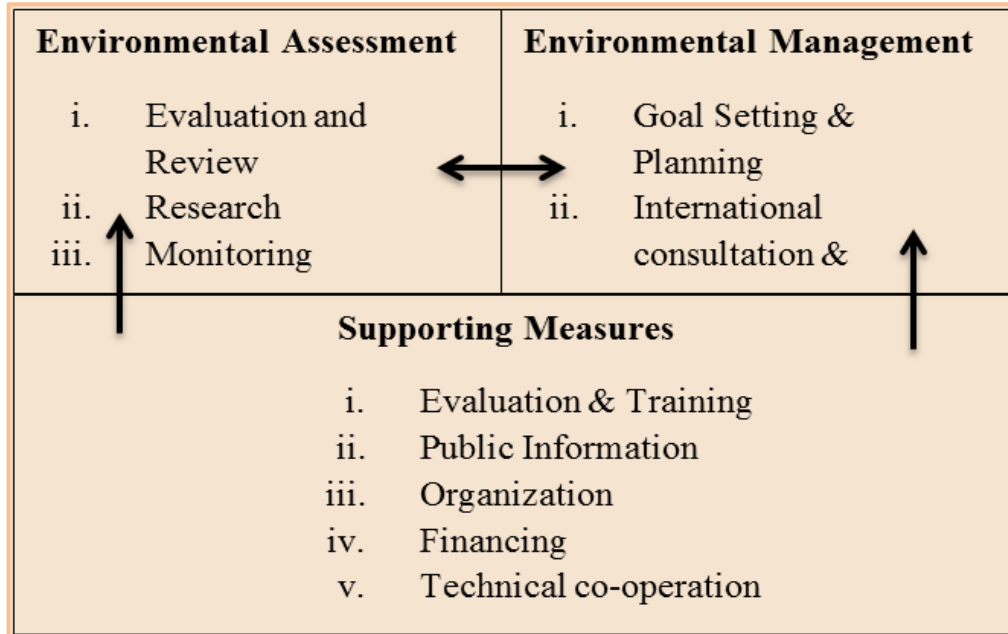 Environmental Assessment
i. Evaluation and
Review
ii. Research
iii. Monitoring
Environmental Management
i. Goal Setting &
Planning
ii. International
consultation &
Supporting Measures
i. Evaluation & Training
ii. Public Information
iii. Organization
iv. Financing
v. Technical co-operation